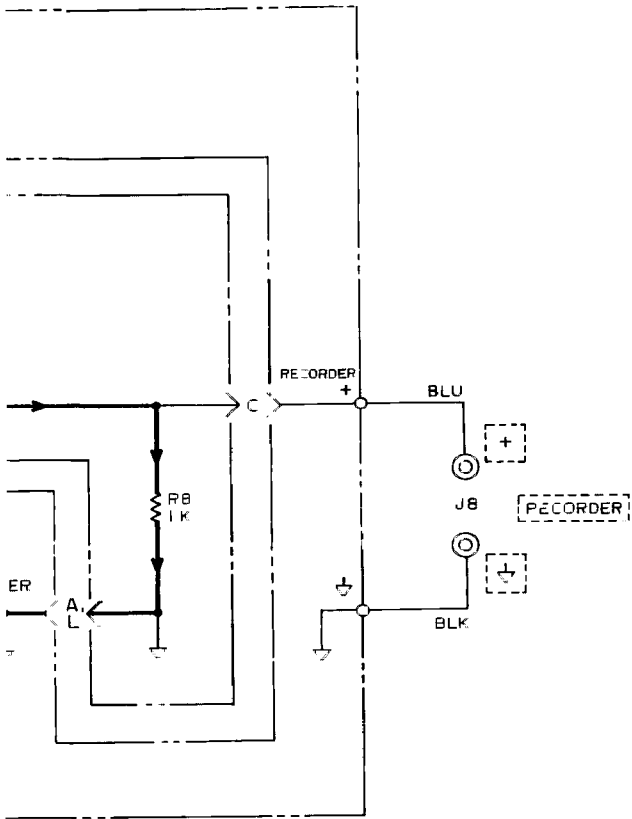 RECORDER
+
BLU
C
+
J8
RECORDER
R8
1K
ER
A,
L
BLK